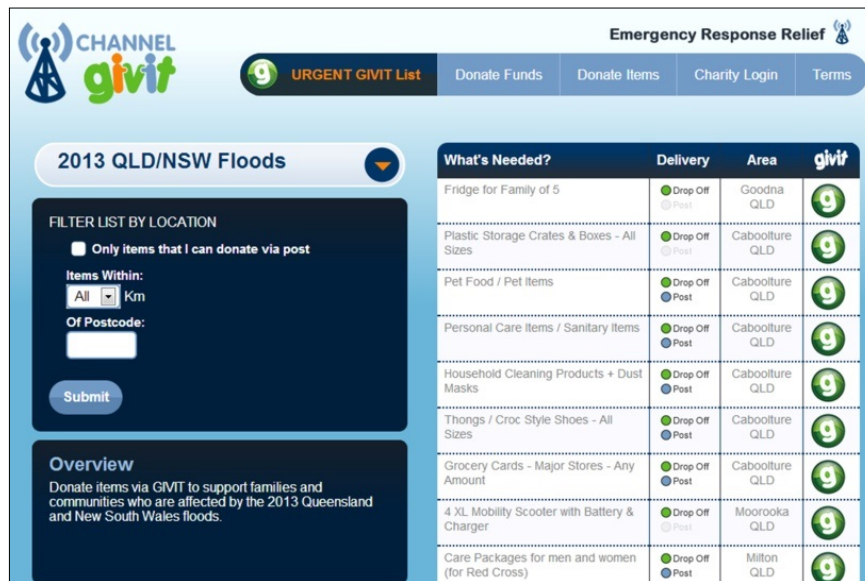 CHANNEL
givit
Emergency Response Relief
g URGENT GIVIT List Donate Funds Donate Items Charity Login Terms
2013 QLD/NSW Floods
FILTER LIST BY LOCATION
Only items that I can donate via post
Items Within:
All Km
Of Postcode:
Submit
Overview
Donate items via GIVIT to support families and
communities who are affected by the 2013 Queensland
and New South Wales floods.
What's Needed? Delivery Area givit
Fridge for Family of 5 Drop Off Goodna g
Post QLD
Plastic Storage Crates & Boxes - All Drop Off Caboolture g
Sizes Post QLD
Pet Food / Pet Items Drop Off Caboolture g
Post QLD
Personal Care Items / Sanitary Items Drop Off Caboolture g
Post QLD
Household Cleaning Products + Dust Drop Off Caboolture g
Masks Post QLD
Thongs / Croc Style Shoes - All Drop Off Caboolture g
Sizes Post QLD
Grocery Cards - Major Stores - Any Drop Off Caboolture g
Amount Post QLD
4 XL Mobility Scooter with Battery & Drop Off Moorooka g
Charger Post QLD
Care Packages for men and women Drop Off Milton g
(for Red Cross) Post QLD